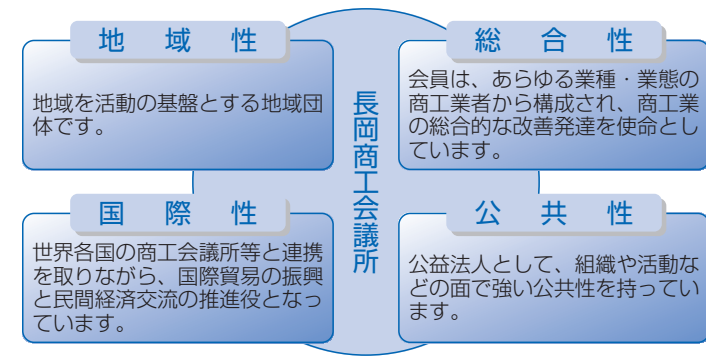 地域性
地域を活動の基盤とする地域団
体です。
総合性
会員は、あらゆる業種・業態の
商工業者から構成され、商工業
の総合的な改善発達を使命とし
ています。
長岡商工会議所
国際性
世界各国の商工会議所等と連携
を取りながら、国際貿易の振興
と民間経済交流の推進役となっ
ています。
公共性
公益法人として、組織や活動な
どの面で強い公共性を持ってい
ます。